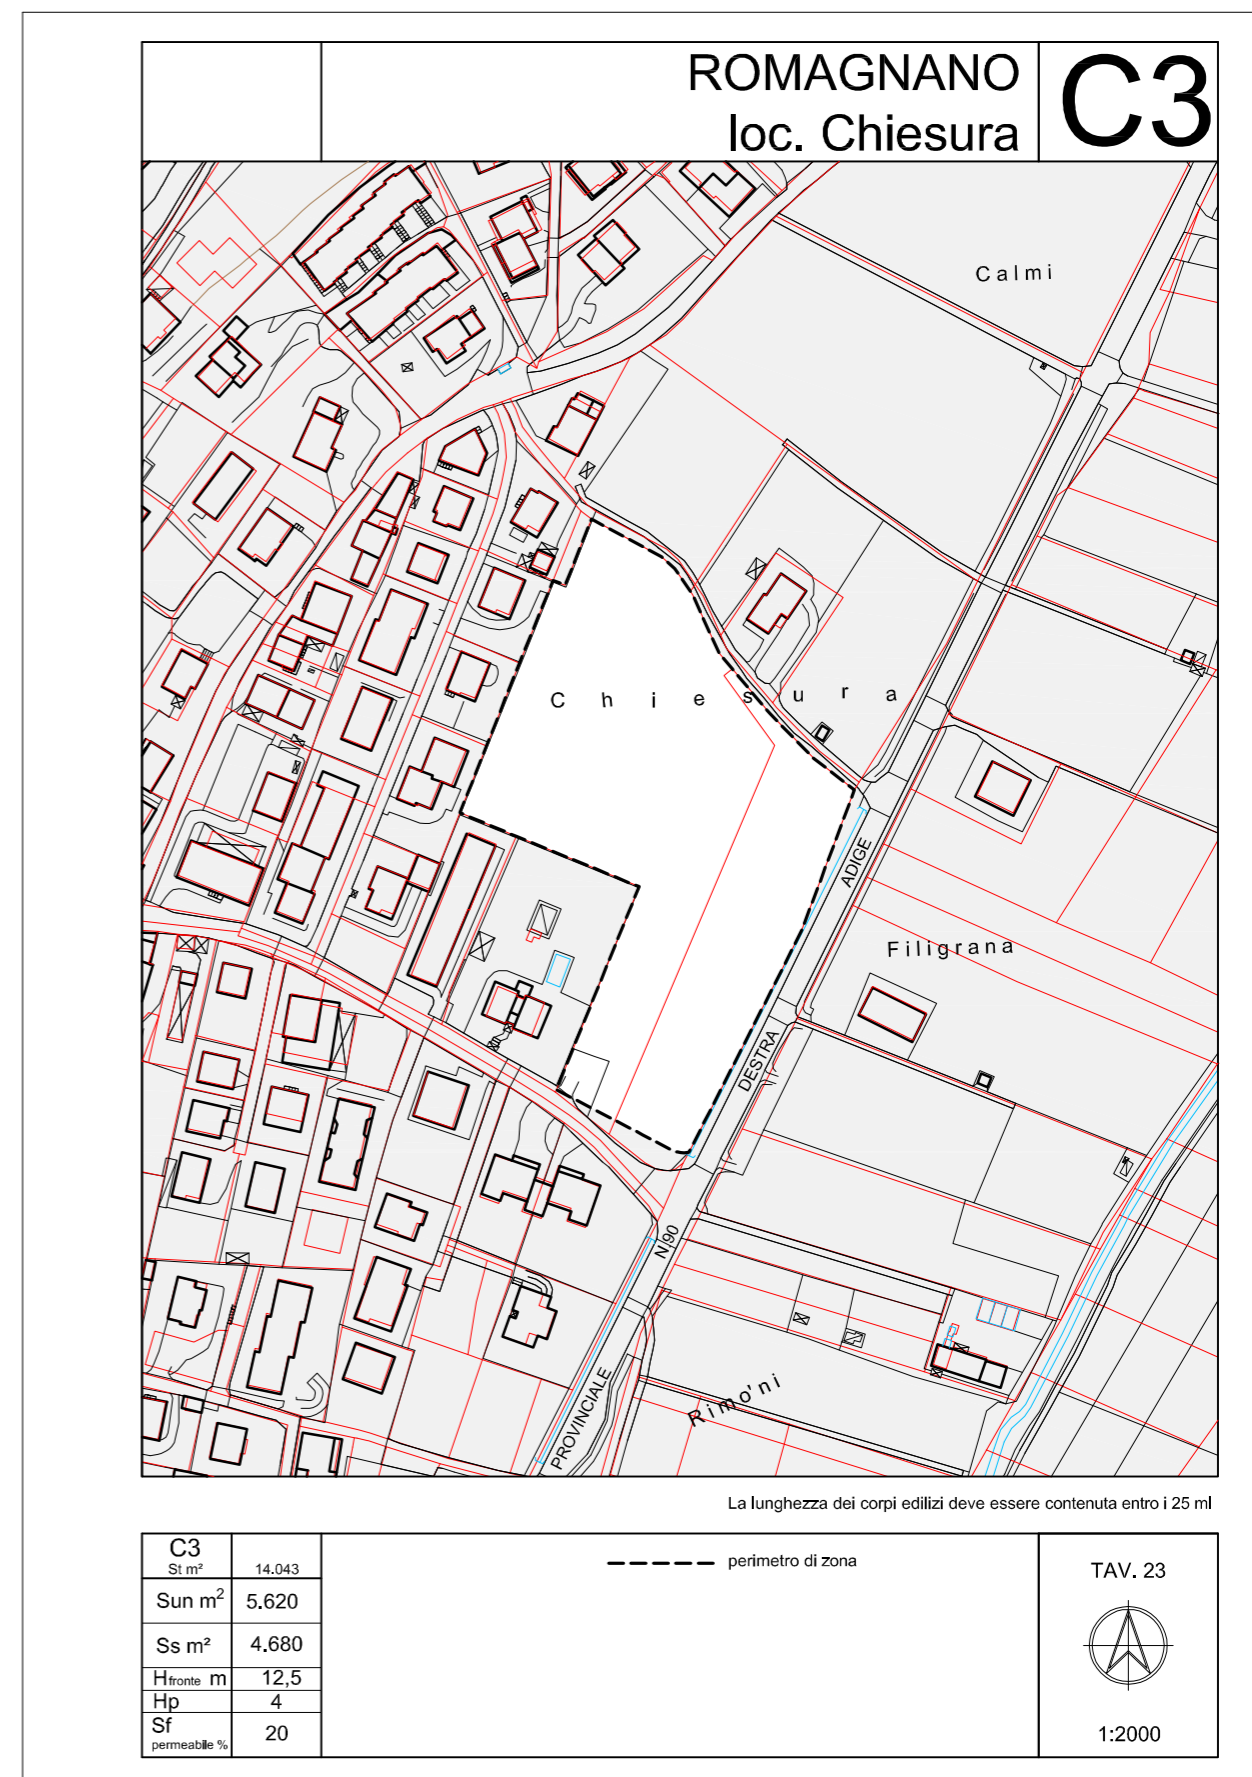 ROMAGNANO
loc. Chiesura
C3
Calmi
Chiesura
ADIGE
Filigrana
DESTRA
N.90
PROVINCIALE
Rimo'ni
La lunghezza dei corpi edilizi deve essere contenuta entro i 25 ml
C3
St m² 14.043
Sun m² 5.620
Ss m² 4.680
Hfronte m 12,5
Hp 4
Sf
permeabile % 20
perimetro di zona
TAV. 23
1:2000